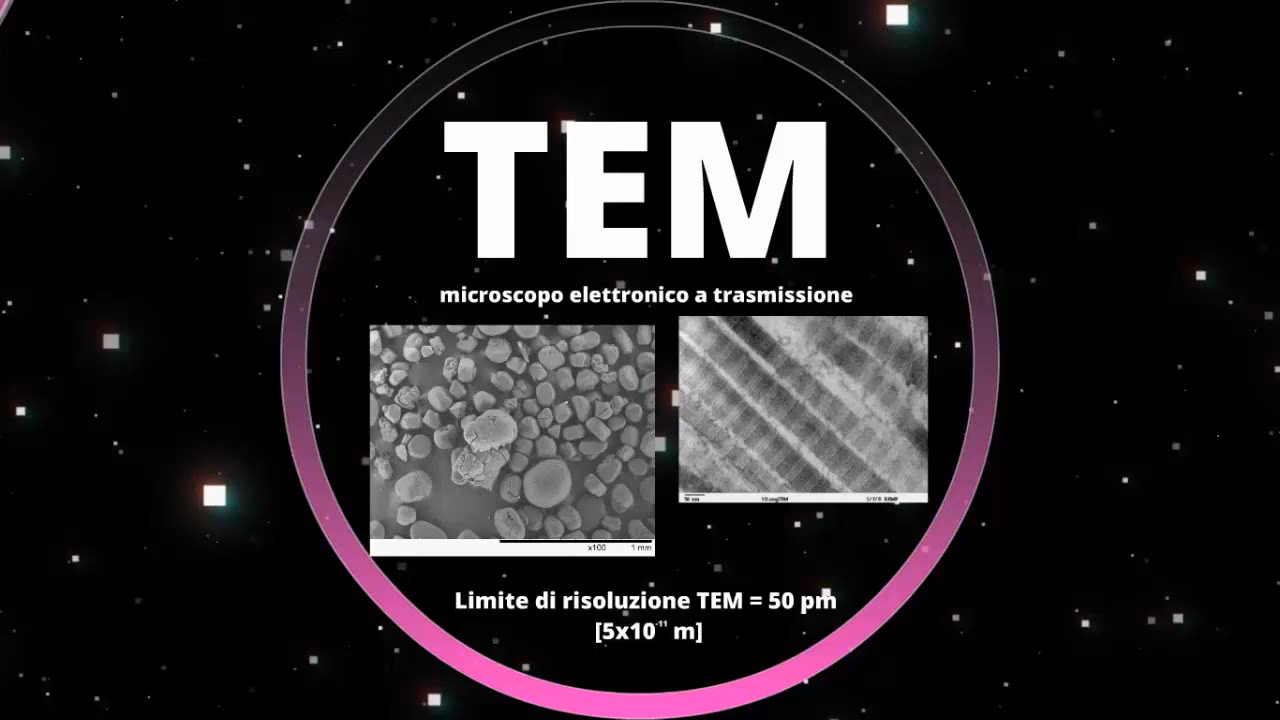 TEM
microscopo elettronico a trasmissione
x100 1 mm
Limite di risoluzione TEM = 50 pm
[5x10⁻¹¹ m]